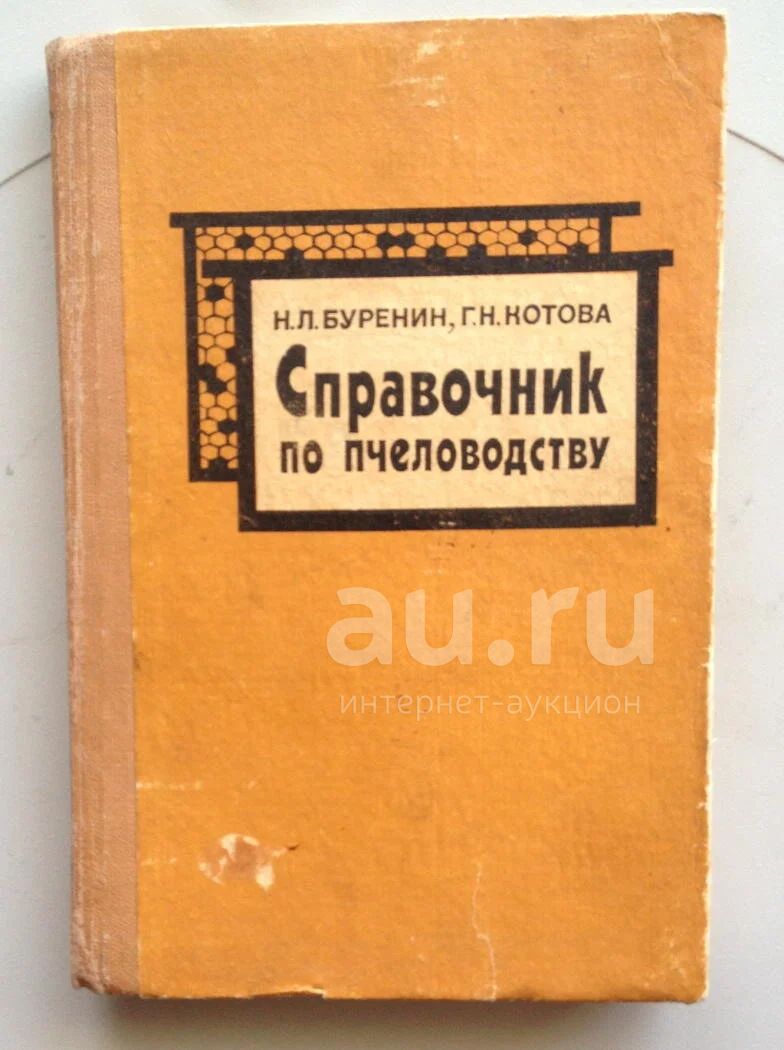 Н.Л.БУРЕНИН, Г.Н.КОТОВА
Справочник
по пчеловодству
au.ru
интернет-аукцион